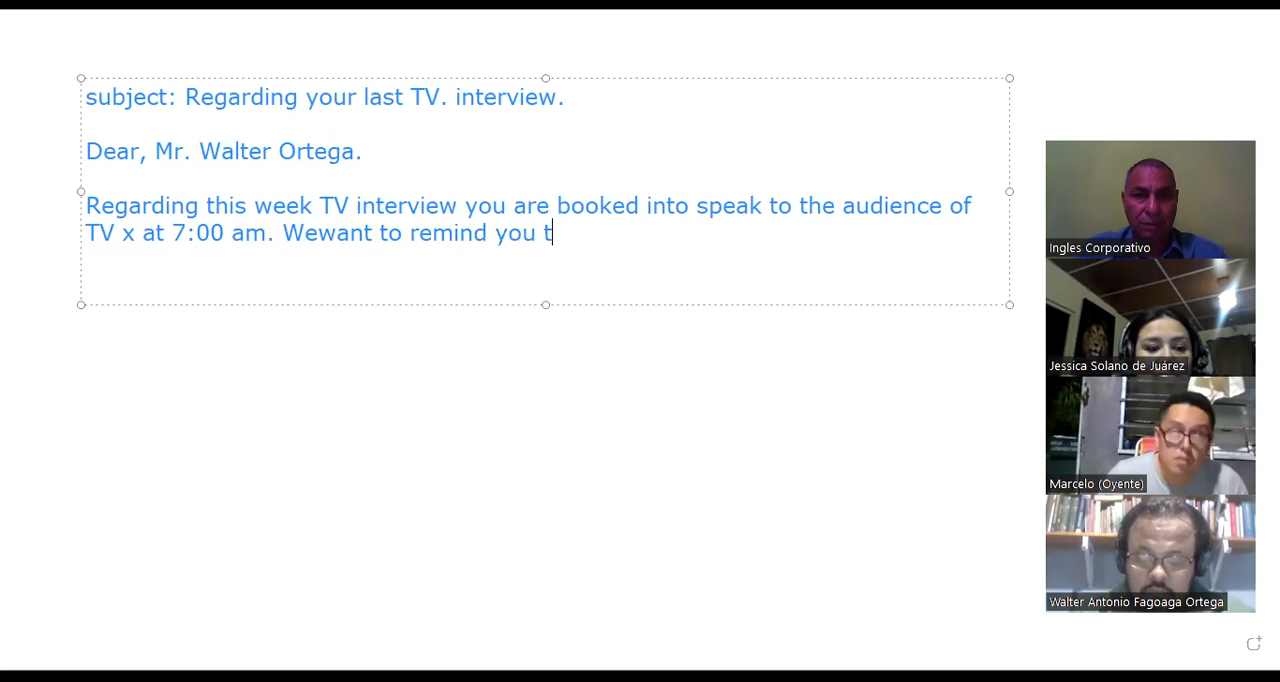 subject: Regarding your last TV. interview.
Dear, Mr. Walter Ortega.
Regarding this week TV interview you are booked into speak to the audience of
TV x at 7:00 am. Wewant to remind you t
Ingles Corporativo
Jessica Solano de Juárez
Marcelo (Oyente)
Walter Antonio Fagoaga Ortega